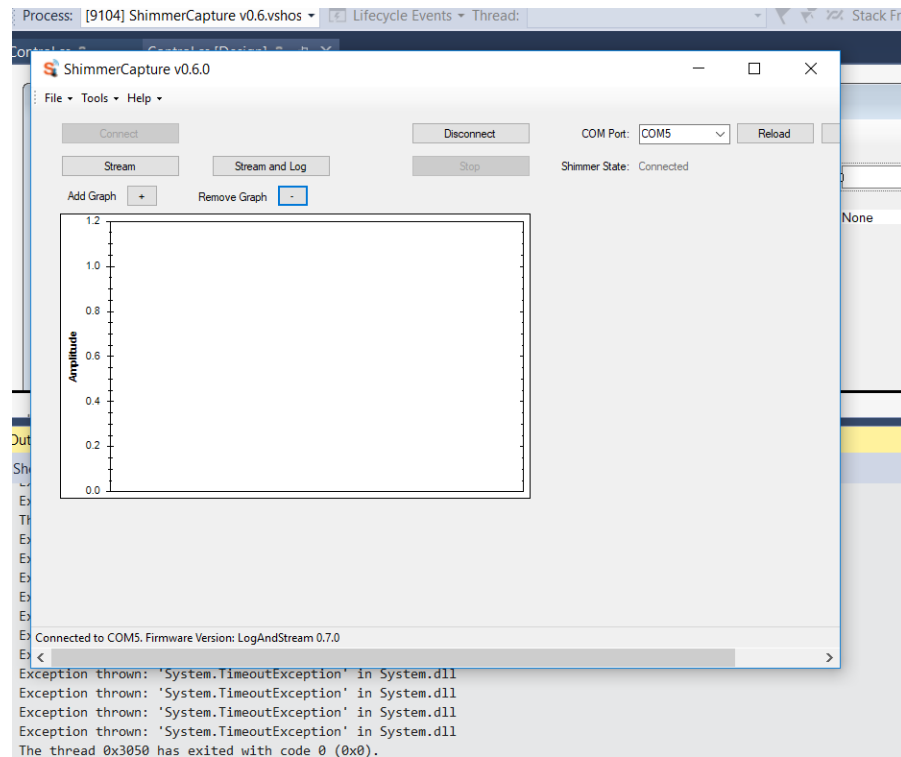 Process: [9104] ShimmerCapture v0.6.vshos Lifecycle Events Thread: Stack Fr
ShimmerCapture v0.6.0
File Tools Help
Connect Disconnect COM Port: COM5 Reload
Stream Stream and Log Stop Shimmer State: Connected
Add Graph + Remove Graph -
None
1.2
1.0
0.8
0.6
0.4
0.2
0.0
Amplitude
Connected to COM5. Firmware Version: LogAndStream 0.7.0
Exception thrown: 'System.TimeoutException' in System.dll
Exception thrown: 'System.TimeoutException' in System.dll
Exception thrown: 'System.TimeoutException' in System.dll
Exception thrown: 'System.TimeoutException' in System.dll
The thread 0x3050 has exited with code 0 (0x0).